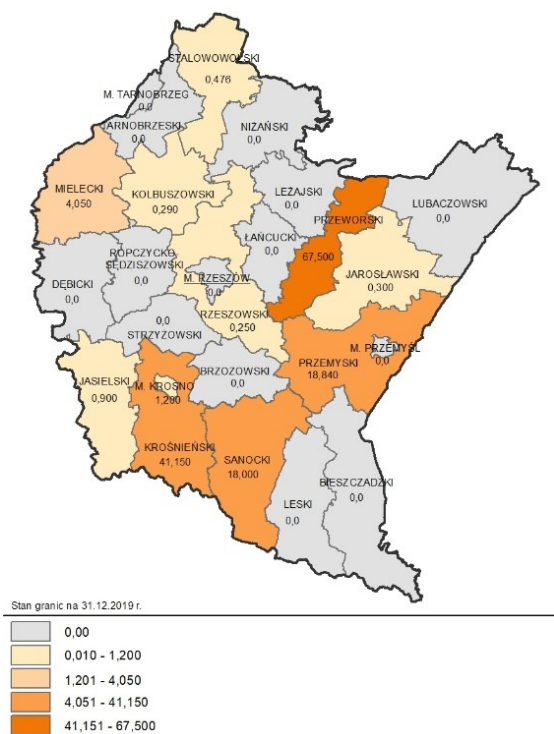 STALOWOWOLSKI
0,476
M. TARNOBRZEG
0,0
TARNOBRZESKI
0,0
NIŻAŃSKI
0,0
MIELECKI
4,050
KOLBUSZOWSKI
0,290
LEŻAJSKI
0,0
LUBACZOWSKI
0,0
PRZEWORSKI
67,500
ŁAŃCUCKI
0,0
ROPCZYCKO-
SĘDZISZOWSKI
0,0
JAROSŁAWSKI
0,300
DĘBICKI
0,0
M. RZESZÓW
0,0
RZESZOWSKI
0,250
0,0
STRZYŻOWSKI
M. PRZEMYŚL
0,0
PRZEMYSKI
18,840
BRZOZOWSKI
0,0
JASIELSKI
0,900
M. KROSNO
1,200
KROŚNIEŃSKI
41,150
SANOCKI
18,000
BIESZCZADZKI
0,0
LESKI
0,0
Stan granic na 31.12.2019 r.
0,00
0,010 - 1,200
1,201 - 4,050
4,051 - 41,150
41,151 - 67,500